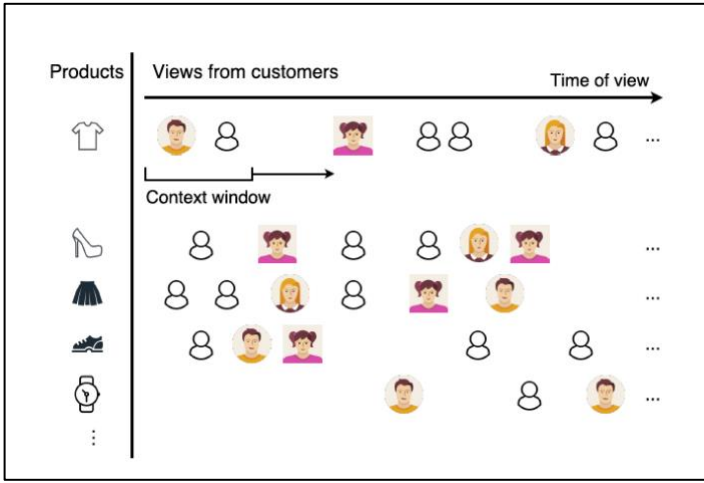 Products
Views from customers
Time of view
...
Context window
...
...
...
...
⋮